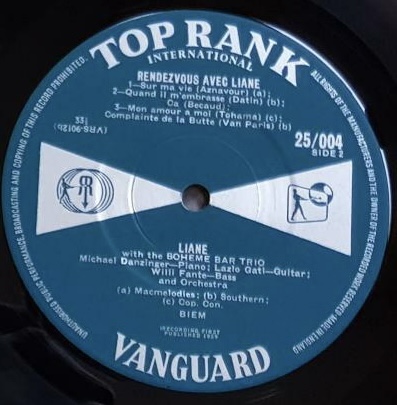 TOP RANK
INTERNATIONAL
RENDEZVOUS AVEC LIANE
1—Sur ma vie (Aznavour) (a);
2—Quand il m'embrasse (Datin) (b);
Ca (Becaud);
3—Mon amour a moi (Tohama) (c);
Complainte de la Butte (Van Paris) (b)
33⅓
(VRS.9012D)
25/004
SIDE 2
LIANE
with the BOHEME BAR TRIO
Michael Danzinger—Piano; Lazlo Gati—Guitar;
Willi Fante—Bass
and Orchestra
(a) Macmelodies; (b) Southern;
(c) Cop. Con.
BIEM
(RECORDING FIRST
PUBLISHED 1959
VANGUARD
ALL RIGHTS OF THE MANUFACTURERS AND THE OWNER OF THE RECORDED WORK RESERVED. MADE IN ENGLAND
UNAUTHORISED PUBLIC PERFORMANCE, BROADCASTING AND COPYING OF THIS RECORD PROHIBITED.